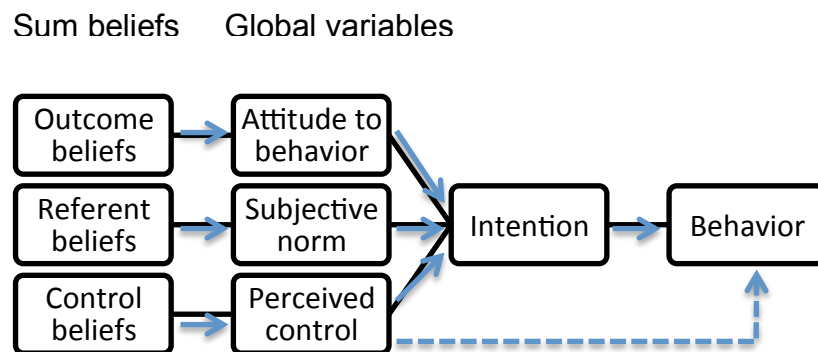 Sum beliefs Global variables
Outcome
beliefs
Attitude to
behavior
Referent
beliefs
Subjective
norm
Intention
Behavior
Control
beliefs
Perceived
control